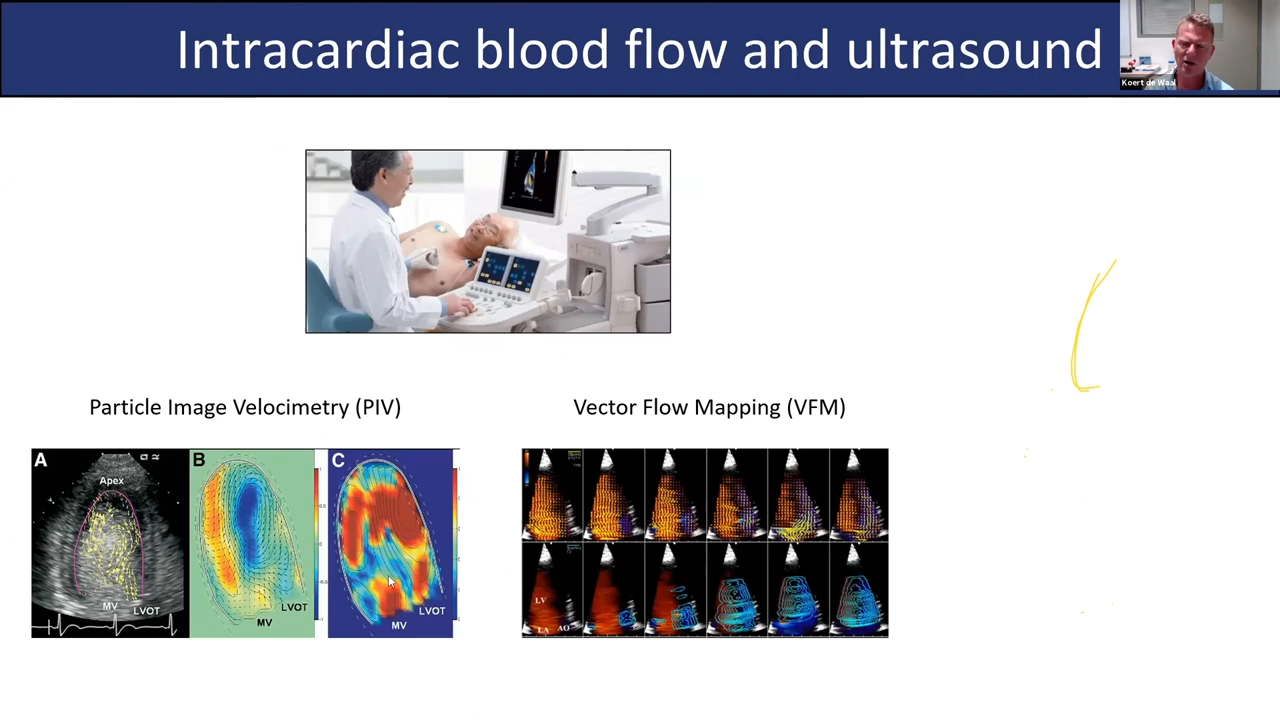 Intracardiac blood flow and ultrasound
Koert de Waal
Particle Image Velocimetry (PIV)
Vector Flow Mapping (VFM)
A
Apex
MV
LVOT
B
LVOT
MV
C
LVOT
MV
LV
LA
AO